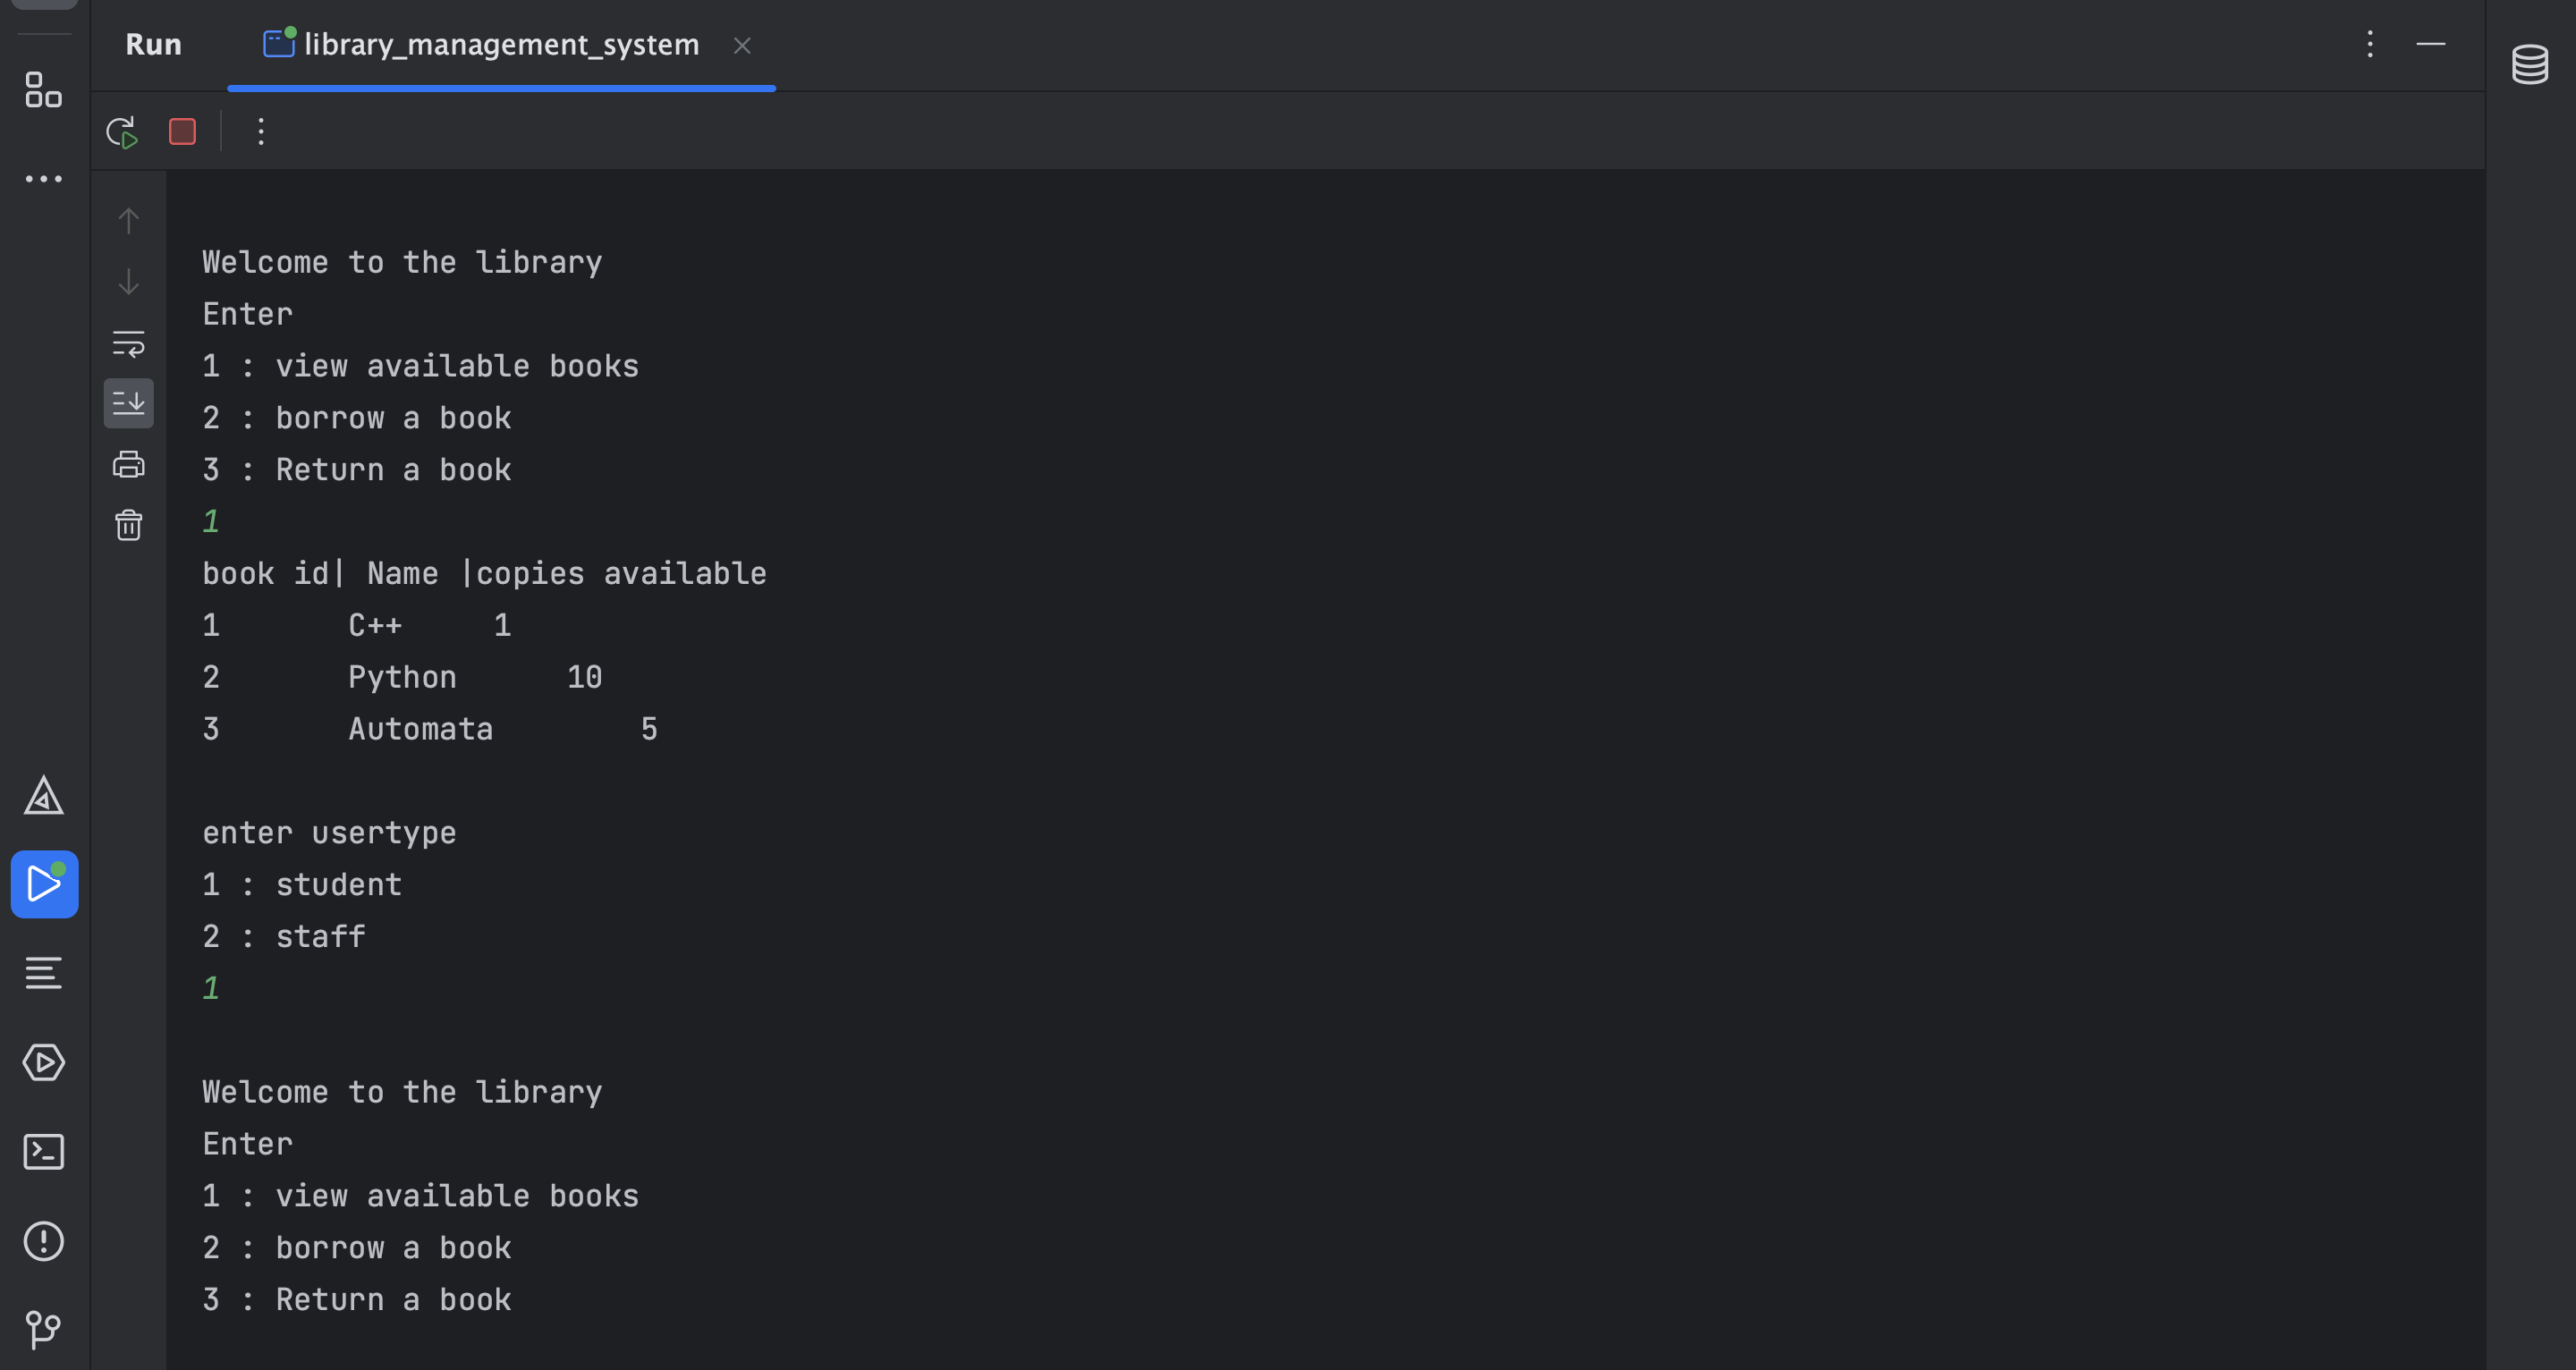 Run library_management_system
Welcome to the library
Enter
1 : view available books
2 : borrow a book
3 : Return a book
1
book id| Name |copies available
1       C++     1
2       Python      10
3       Automata        5
enter usertype
1 : student
2 : staff
1
Welcome to the library
Enter
1 : view available books
2 : borrow a book
3 : Return a book